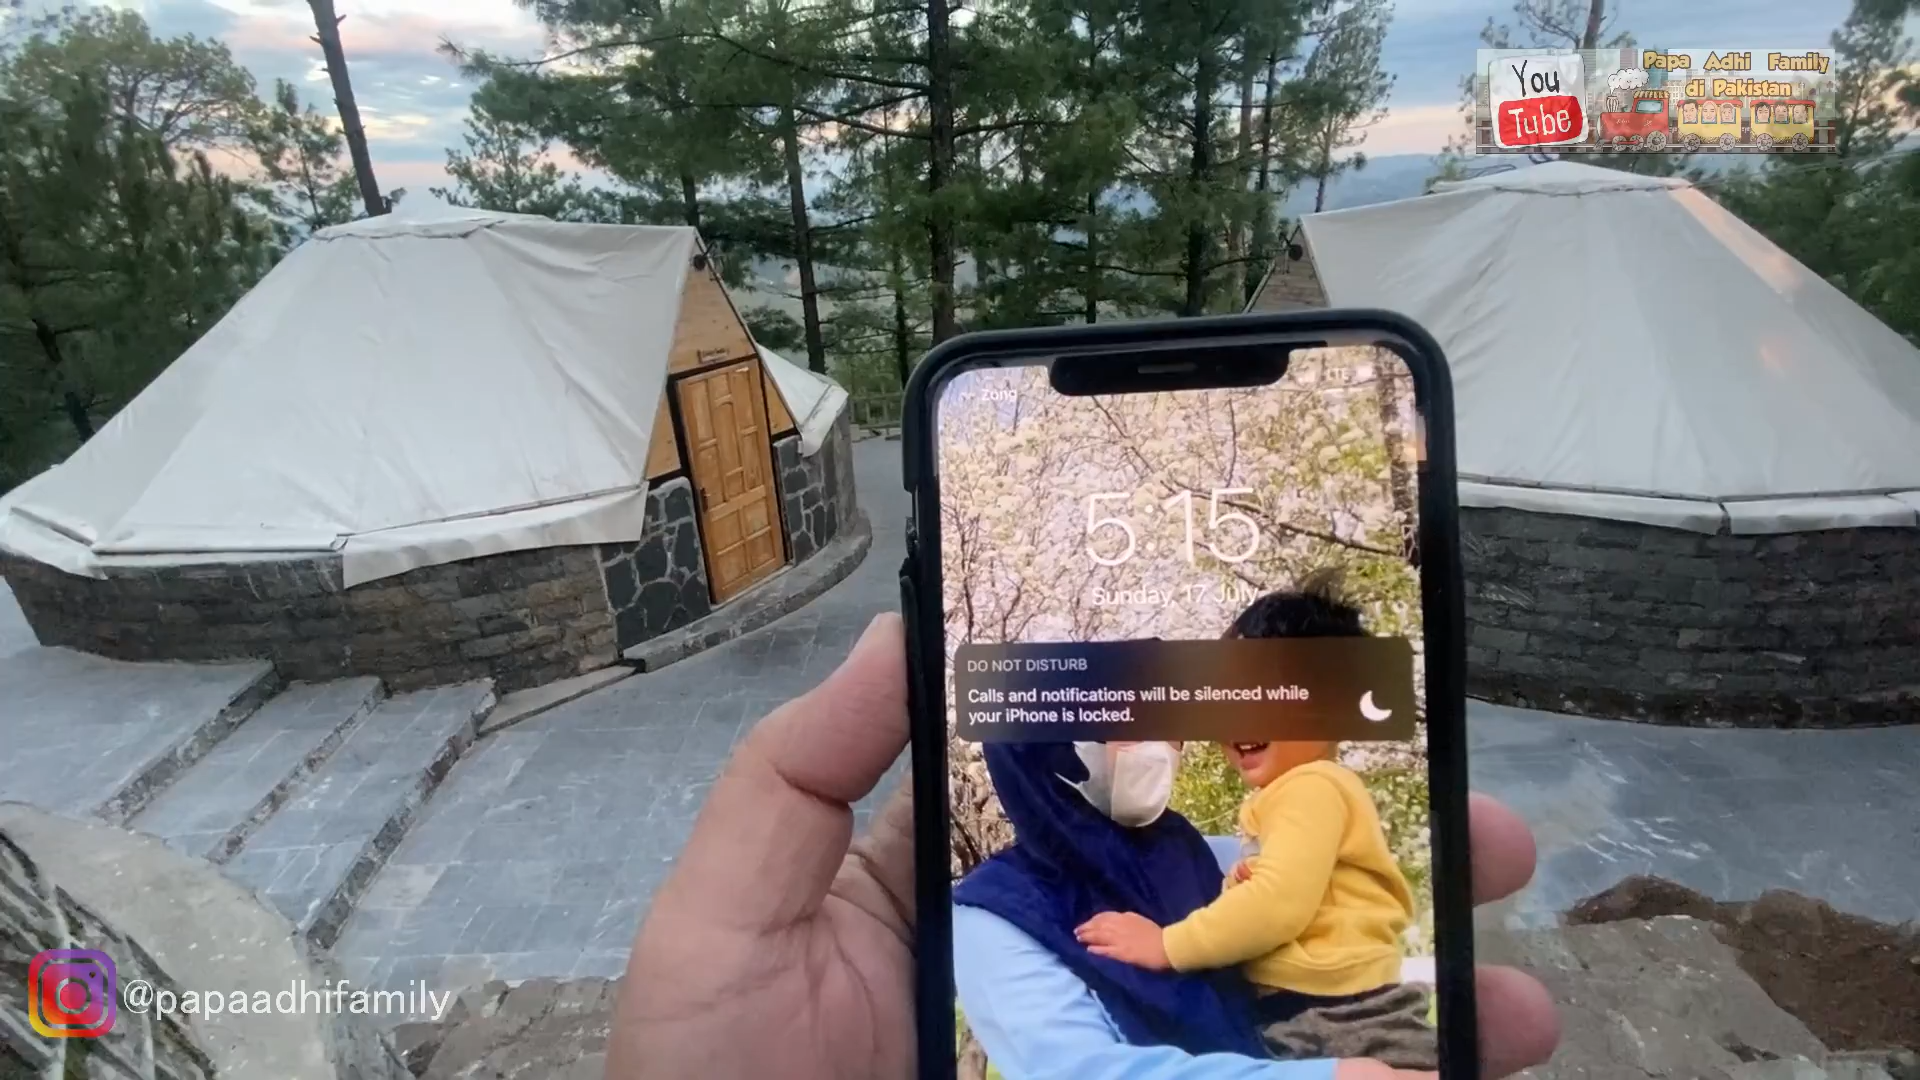 You
Tube
Papa Adhi Family
di Pakistan
Zong
LTE
5:15
Sunday, 17 July
DO NOT DISTURB
Calls and notifications will be silenced while
your iPhone is locked.
@papaadhifamily